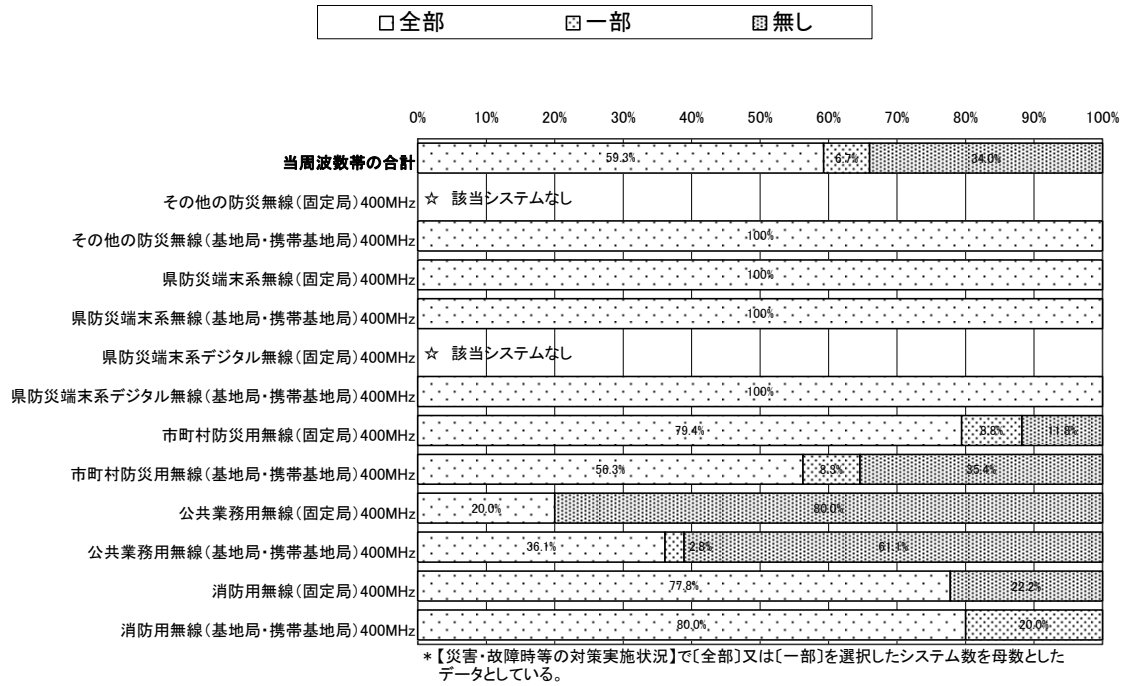 全部 一部 無し
0% 10% 20% 30% 40% 50% 60% 70% 80% 90% 100%
当周波数帯の合計 59.3% 6.7% 34.0%
その他の防災無線(固定局)400MHz ☆ 該当システムなし
その他の防災無線(基地局・携帯基地局)400MHz 100%
県防災端末系無線(固定局)400MHz 100%
県防災端末系無線(基地局・携帯基地局)400MHz 100%
県防災端末系デジタル無線(固定局)400MHz ☆ 該当システムなし
県防災端末系デジタル無線(基地局・携帯基地局)400MHz 100%
市町村防災用無線(固定局)400MHz 79.4% 8.8% 11.8%
市町村防災用無線(基地局・携帯基地局)400MHz 56.3% 8.3% 35.4%
公共業務用無線(固定局)400MHz 20.0% 80.0%
公共業務用無線(基地局・携帯基地局)400MHz 36.1% 2.8% 61.1%
消防用無線(固定局)400MHz 77.8% 22.2%
消防用無線(基地局・携帯基地局)400MHz 80.0% 20.0%
*【災害・故障時等の対策実施状況】で〔全部〕又は〔一部〕を選択したシステム数を母数とした
データとしている。